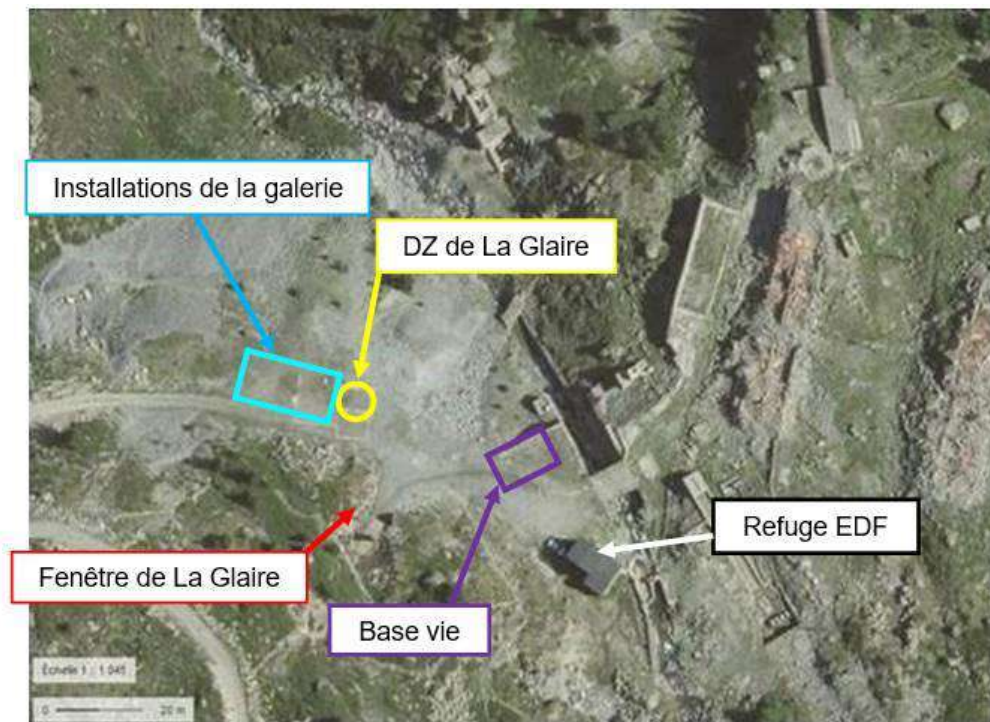 Installations de la galerie
DZ de La Glaire
Refuge EDF
Fenêtre de La Glaire
Base vie
Échelle 1 : 1 045
0 20 m